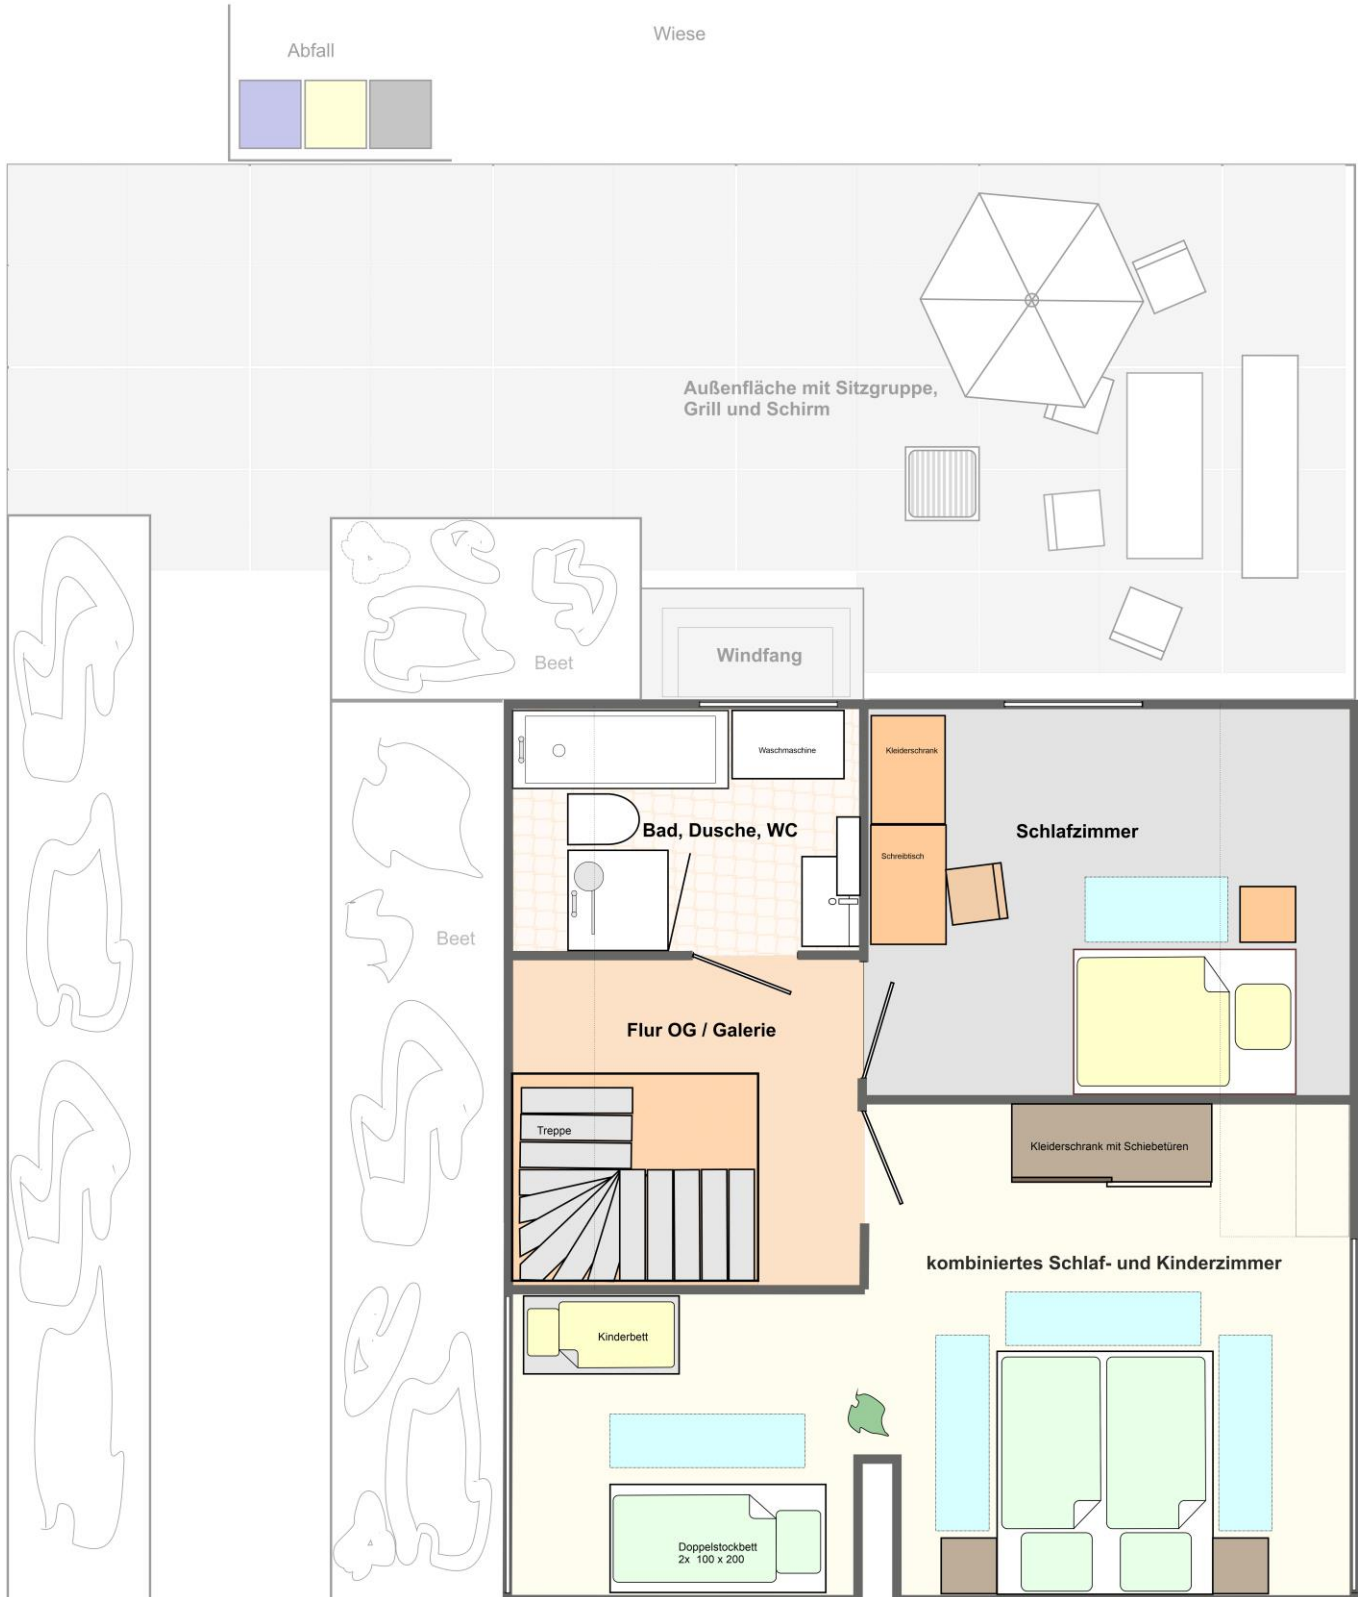 Wiese
Abfall
Außenfläche mit Sitzgruppe,
Grill und Schirm
Windfang
Beet
Waschmaschine
Kleiderschrank
Bad, Dusche, WC
Schlafzimmer
Schreibtisch
Beet
Flur OG / Galerie
Treppe
Kleiderschrank mit Schiebetüren
kombiniertes Schlaf- und Kinderzimmer
Kinderbett
Doppelstockbett
2x 100 x 200